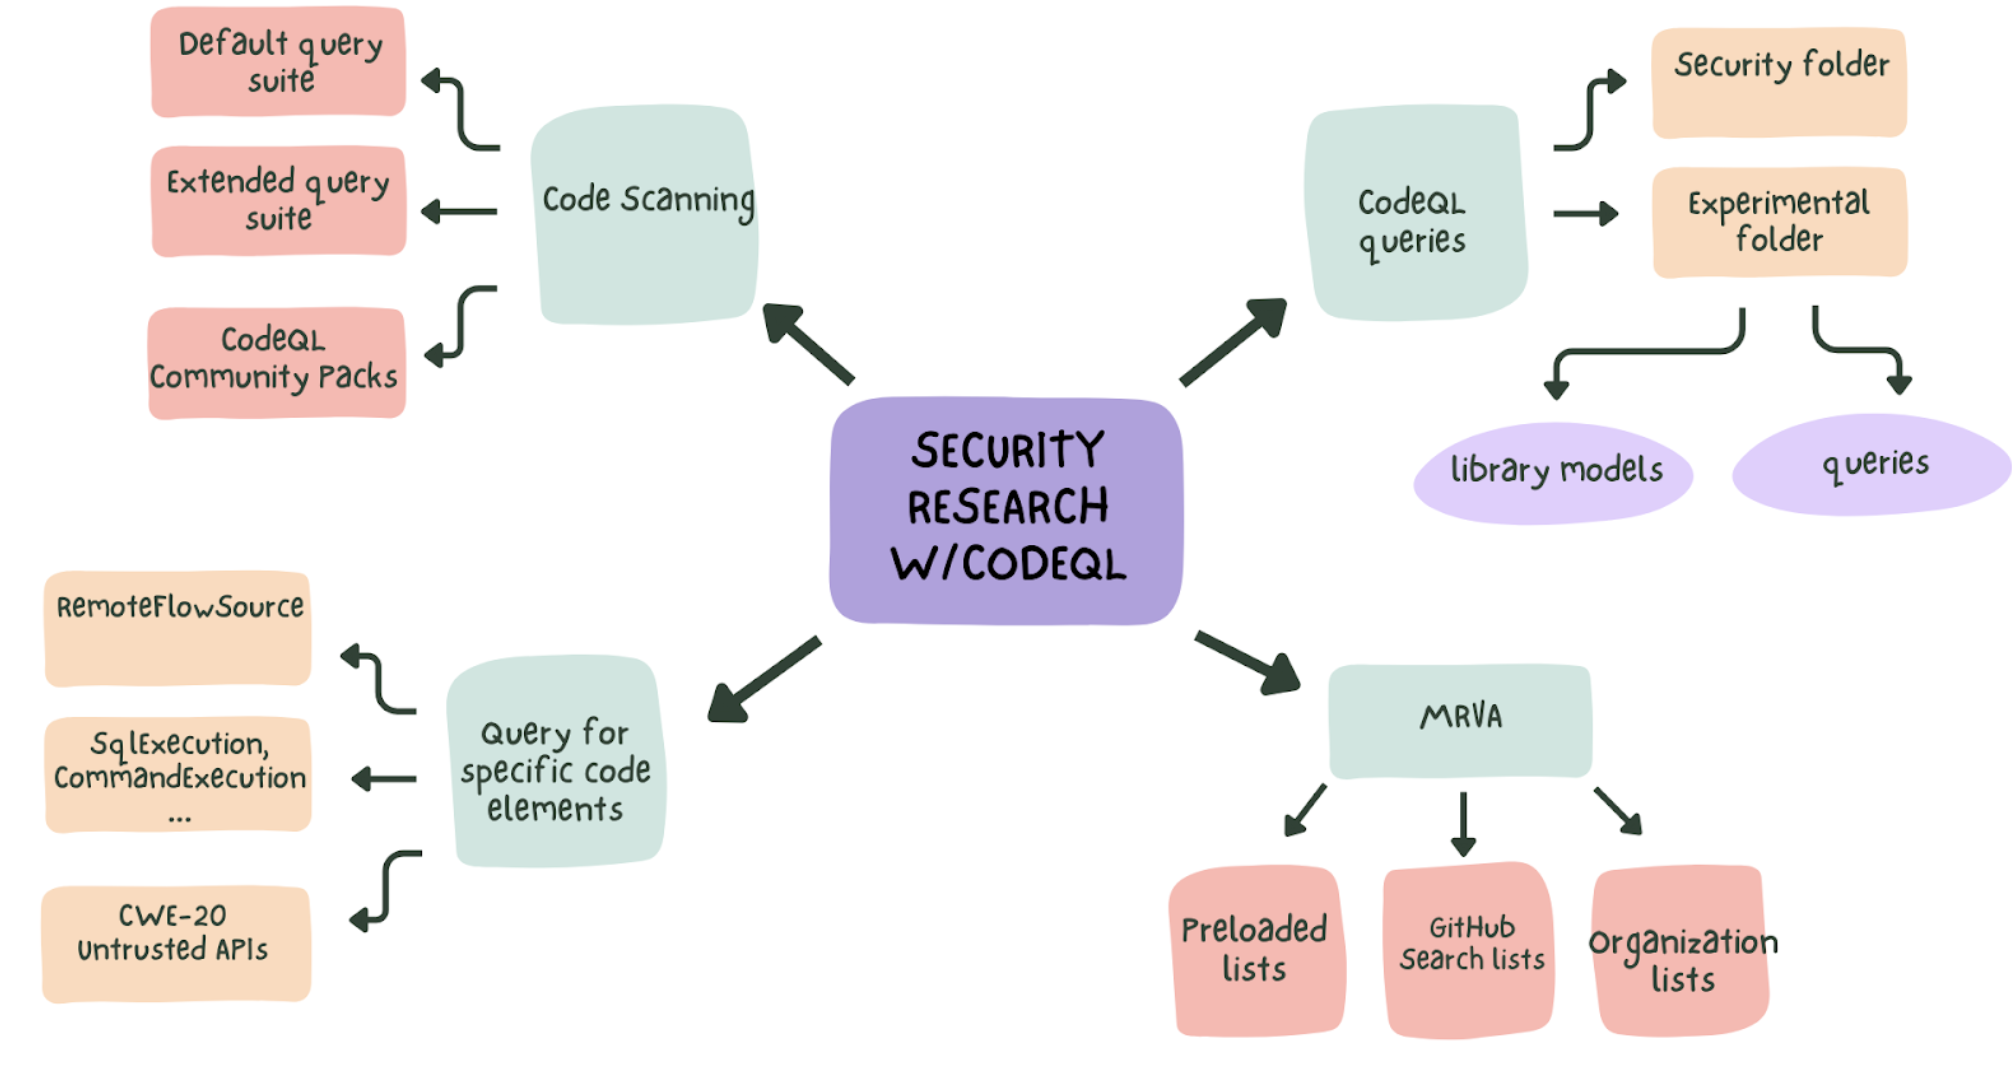 Default query
suite
Extended query
suite
CodeQL
Community Packs
Code Scanning
CodeQL
queries
Security folder
Experimental
folder
library models
queries
SECURITY
RESEARCH
W/CODEQL
RemoteFlowSource
SqlExecution,
CommandExecution
...
CWE-20
Untrusted APIs
Query for
specific code
elements
MRVA
Preloaded
lists
GitHub
Search lists
Organization
lists